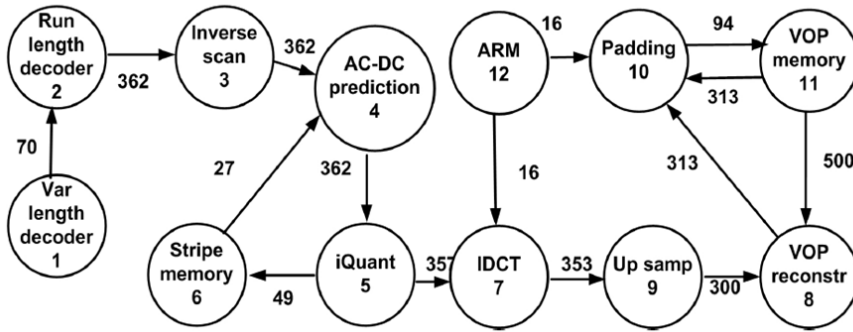 Run
length
decoder
2
362
Inverse
scan
3
362
AC-DC
prediction
4
ARM
12
16
Padding
10
94
313
VOP
memory
11
70
27
362
16
313
500
Var
length
decoder
1
Stripe
memory
6
49
iQuant
5
357
IDCT
7
353
Up samp
9
300
VOP
reconstr
8